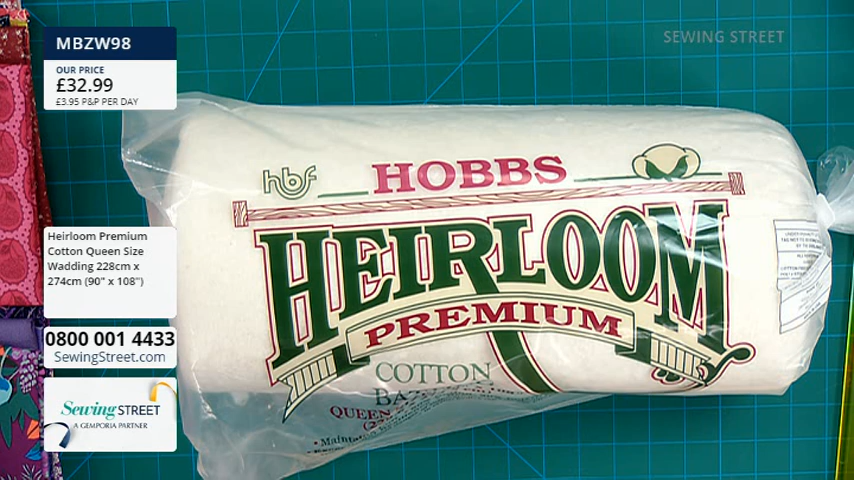 MBZW98
SEWING STREET
OUR PRICE
£32.99
£3.95 P&P PER DAY
hbf
HOBBS
HEIRLOOM
PREMIUM
COTTON
QUEEN
Heirloom Premium
Cotton Queen Size
Wadding 228cm x
274cm (90" x 108")
0800 001 4433
SewingStreet.com
Sewing STREET
A GEMPORIA PARTNER